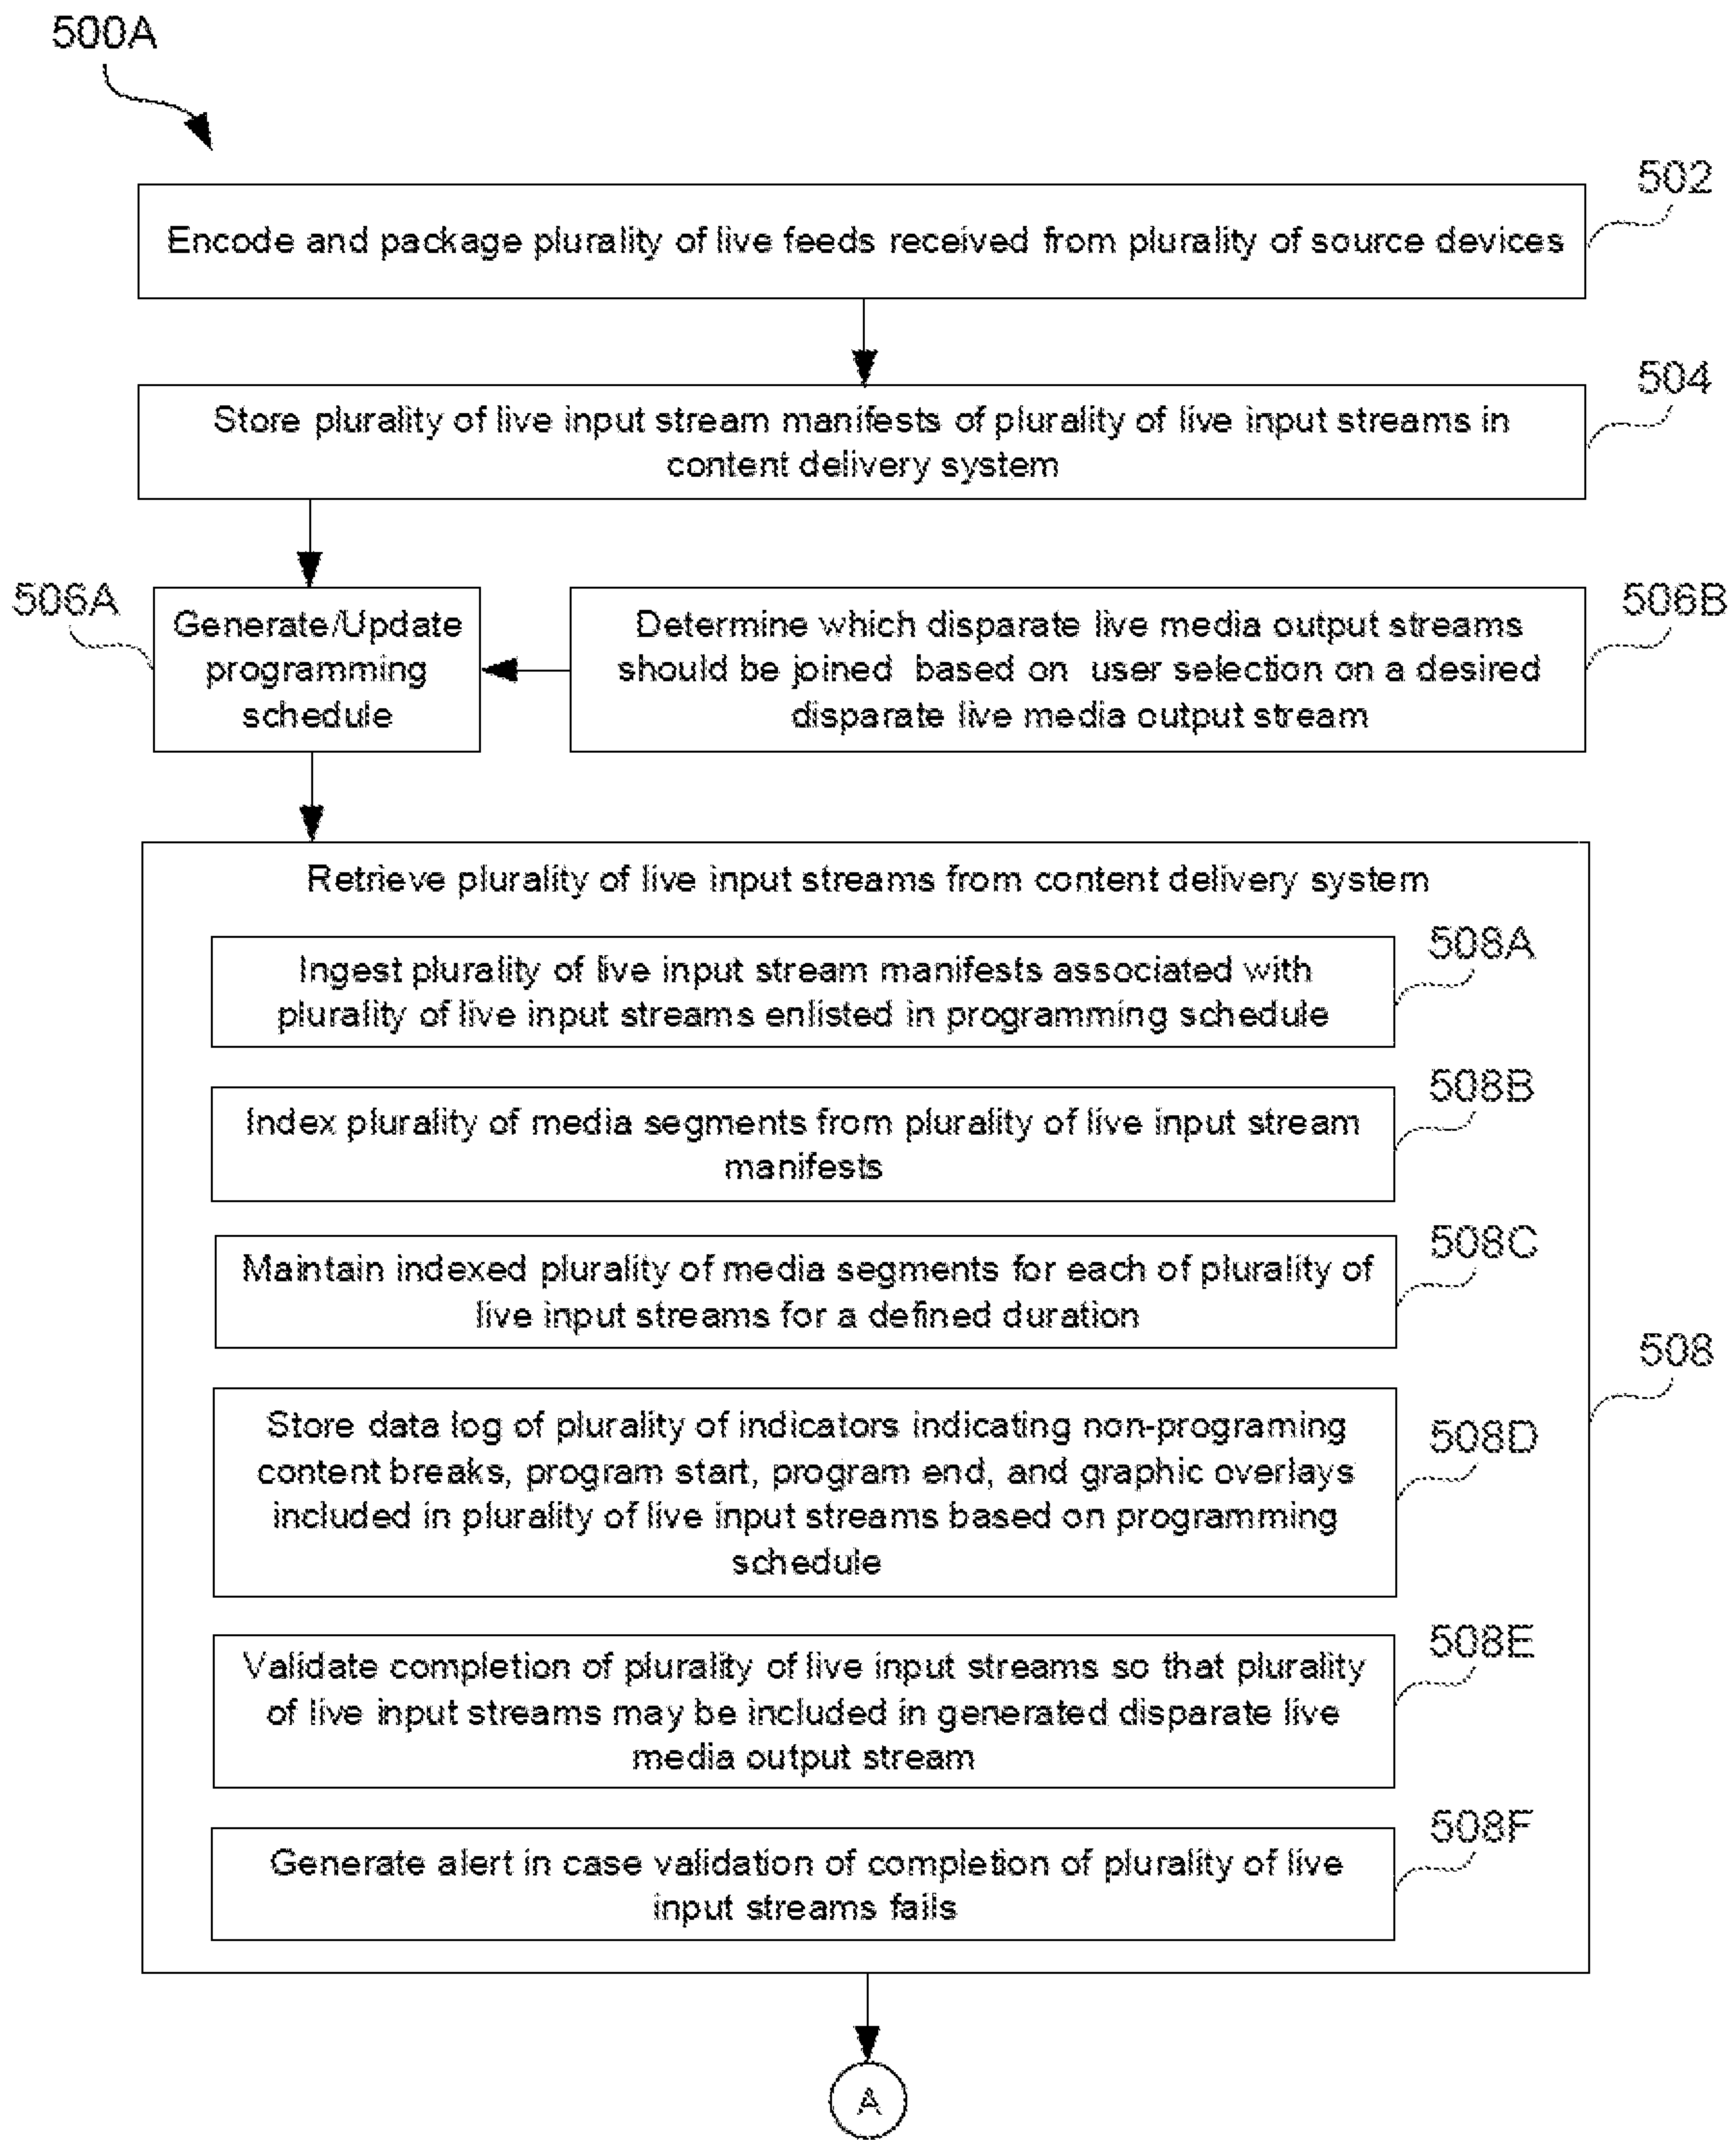 500A
502
Encode and package plurality of live feeds received from plurality of source devices
504
Store plurality of live input stream manifests of plurality of live input streams in
content delivery system
506A
Generate/Update
programming
schedule
506B
Determine which disparate live media output streams
should be joined based on user selection on a desired
disparate live media output stream
Retrieve plurality of live input streams from content delivery system
508A
Ingest plurality of live input stream manifests associated with
plurality of live input streams enlisted in programming schedule
508B
Index plurality of media segments from plurality of live input stream
manifests
508C
Maintain indexed plurality of media segments for each of plurality of
live input streams for a defined duration
508
508D
Store data log of plurality of indicators indicating non-programing
content breaks, program start, program end, and graphic overlays
included in plurality of live input streams based on programming
schedule
508E
Validate completion of plurality of live input streams so that plurality
of live input streams may be included in generated disparate live
media output stream
508F
Generate alert in case validation of completion of plurality of live
input streams fails
A